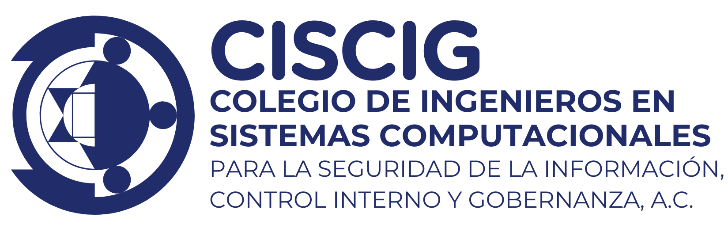 CISCIG
COLEGIO DE INGENIEROS EN
SISTEMAS COMPUTACIONALES
PARA LA SEGURIDAD DE LA INFORMACIÓN,
CONTROL INTERNO Y GOBERNANZA, A.C.